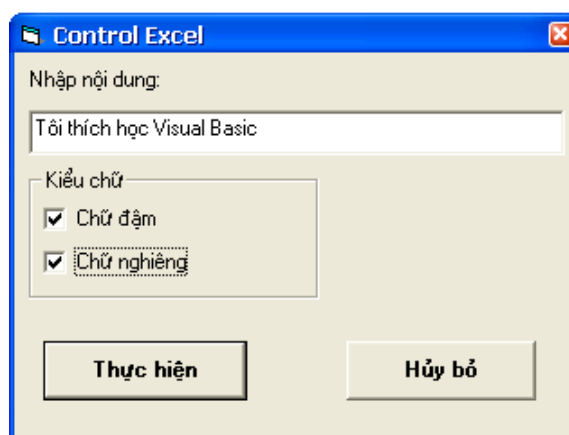 Control Excel
Nhập nội dung:
Tôi thích học Visual Basic
Kiểu chữ
Chữ đậm
Chữ nghiêng
Thực hiện Hủy bỏ